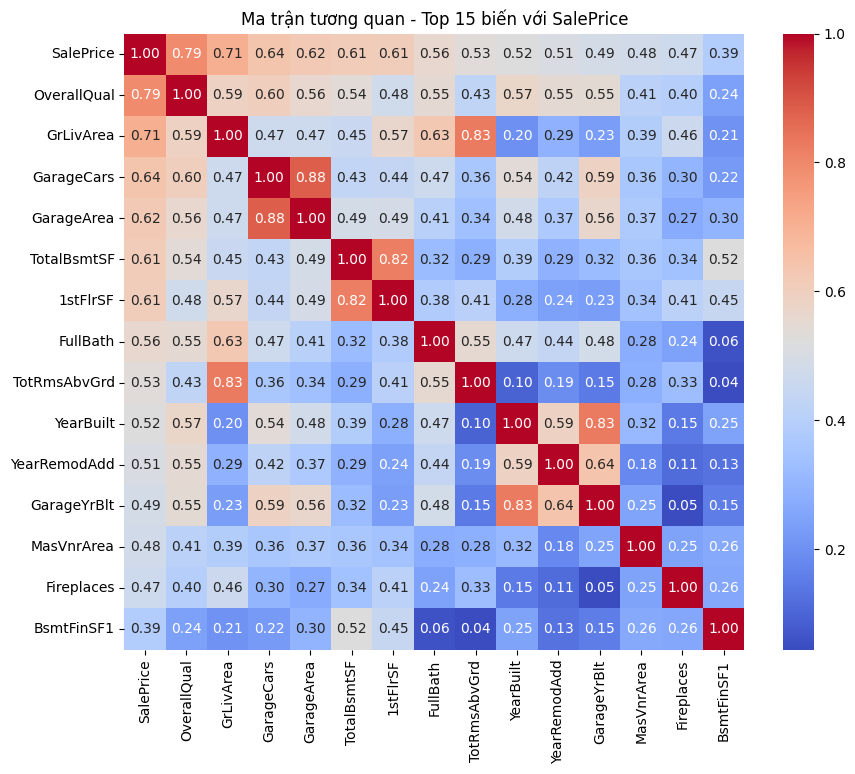 Ma trận tương quan - Top 15 biến với SalePrice
SalePrice 1.00 0.79 0.71 0.64 0.62 0.61 0.61 0.56 0.53 0.52 0.51 0.49 0.48 0.47 0.39
OverallQual 0.79 1.00 0.59 0.60 0.56 0.54 0.48 0.55 0.43 0.57 0.55 0.55 0.41 0.40 0.24
GrLivArea 0.71 0.59 1.00 0.47 0.47 0.45 0.57 0.63 0.83 0.20 0.29 0.23 0.39 0.46 0.21
GarageCars 0.64 0.60 0.47 1.00 0.88 0.43 0.44 0.47 0.36 0.54 0.42 0.59 0.36 0.30 0.22
GarageArea 0.62 0.56 0.47 0.88 1.00 0.49 0.49 0.41 0.34 0.48 0.37 0.56 0.37 0.27 0.30
TotalBsmtSF 0.61 0.54 0.45 0.43 0.49 1.00 0.82 0.32 0.29 0.39 0.29 0.32 0.36 0.34 0.52
1stFlrSF 0.61 0.48 0.57 0.44 0.49 0.82 1.00 0.38 0.41 0.28 0.24 0.23 0.34 0.41 0.45
FullBath 0.56 0.55 0.63 0.47 0.41 0.32 0.38 1.00 0.55 0.47 0.44 0.48 0.28 0.24 0.06
TotRmsAbvGrd 0.53 0.43 0.83 0.36 0.34 0.29 0.41 0.55 1.00 0.10 0.19 0.15 0.28 0.33 0.04
YearBuilt 0.52 0.57 0.20 0.54 0.48 0.39 0.28 0.47 0.10 1.00 0.59 0.83 0.32 0.15 0.25
YearRemodAdd 0.51 0.55 0.29 0.42 0.37 0.29 0.24 0.44 0.19 0.59 1.00 0.64 0.18 0.11 0.13
GarageYrBlt 0.49 0.55 0.23 0.59 0.56 0.32 0.23 0.48 0.15 0.83 0.64 1.00 0.25 0.05 0.15
MasVnrArea 0.48 0.41 0.39 0.36 0.37 0.36 0.34 0.28 0.28 0.32 0.18 0.25 1.00 0.25 0.26
Fireplaces 0.47 0.40 0.46 0.30 0.27 0.34 0.41 0.24 0.33 0.15 0.11 0.05 0.25 1.00 0.26
BsmtFinSF1 0.39 0.24 0.21 0.22 0.30 0.52 0.45 0.06 0.04 0.25 0.13 0.15 0.26 0.26 1.00
SalePrice OverallQual GrLivArea GarageCars GarageArea TotalBsmtSF 1stFlrSF FullBath TotRmsAbvGrd YearBuilt YearRemodAdd GarageYrBlt MasVnrArea Fireplaces BsmtFinSF1
1.0
0.8
0.6
0.4
0.2